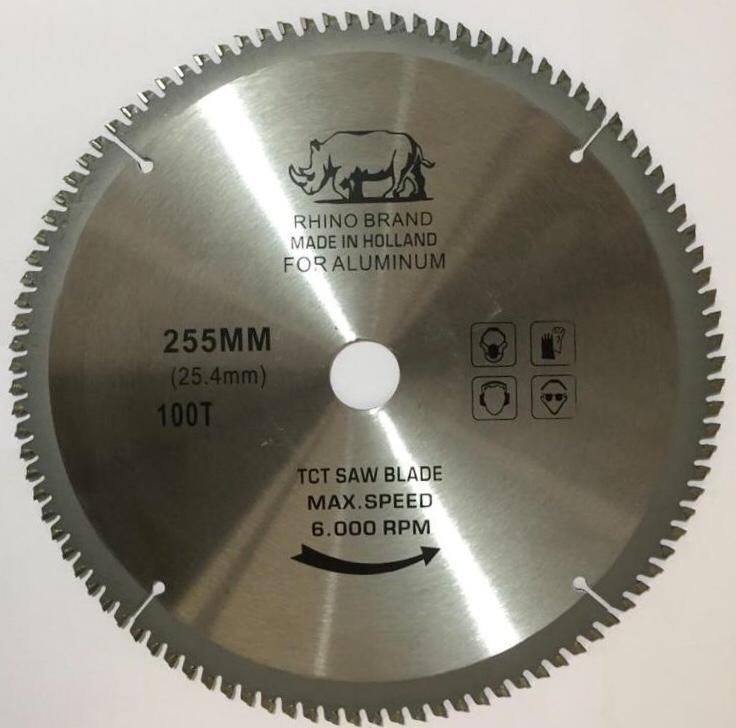 RHINO BRAND
MADE IN HOLLAND
FOR ALUMINUM
255MM
(25.4mm)
100T
TCT SAW BLADE
MAX.SPEED
6.000 RPM